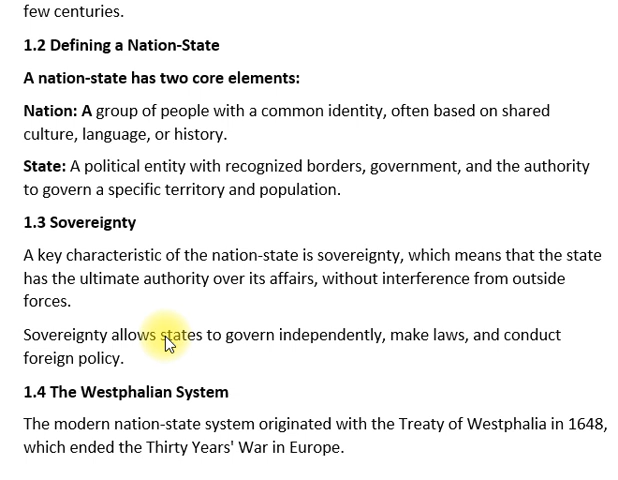 few centuries.
1.2 Defining a Nation-State
A nation-state has two core elements:
Nation: A group of people with a common identity, often based on shared
culture, language, or history.
State: A political entity with recognized borders, government, and the authority
to govern a specific territory and population.
1.3 Sovereignty
A key characteristic of the nation-state is sovereignty, which means that the state
has the ultimate authority over its affairs, without interference from outside
forces.
Sovereignty allows states to govern independently, make laws, and conduct
foreign policy.
1.4 The Westphalian System
The modern nation-state system originated with the Treaty of Westphalia in 1648,
which ended the Thirty Years' War in Europe.